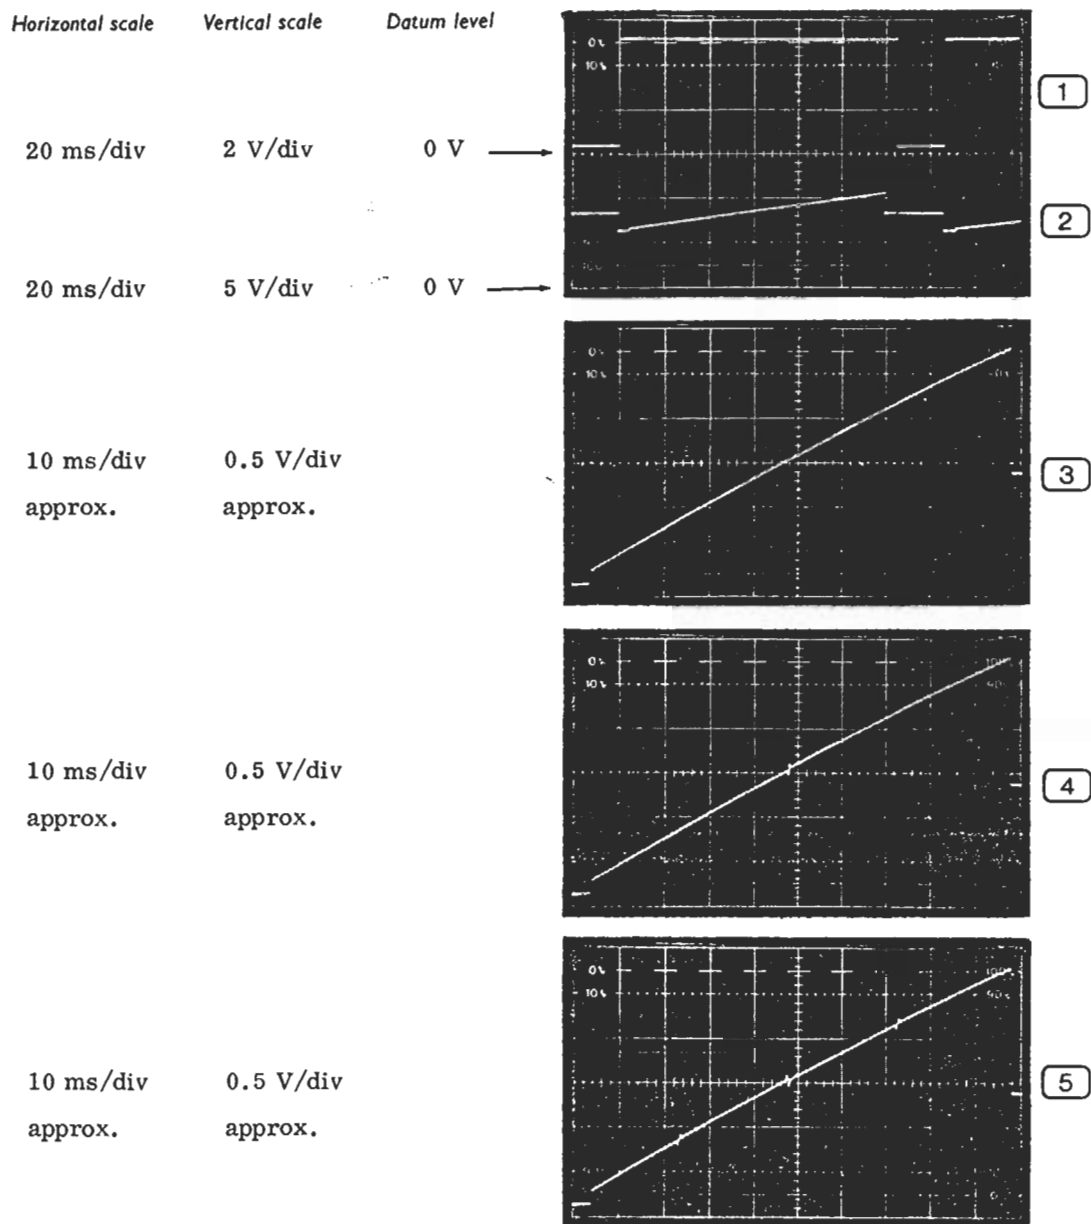 Horizontal scale Vertical scale Datum level
0%
10%
1
20 ms/div 2 V/div 0 V
2
20 ms/div 5 V/div 0 V
0%
10%
10 ms/div 0.5 V/div
3
approx. approx.
0% 100%
10% 90%
10 ms/div 0.5 V/div
4
approx. approx.
0% 100%
10% 90%
10 ms/div 0.5 V/div
5
approx. approx.